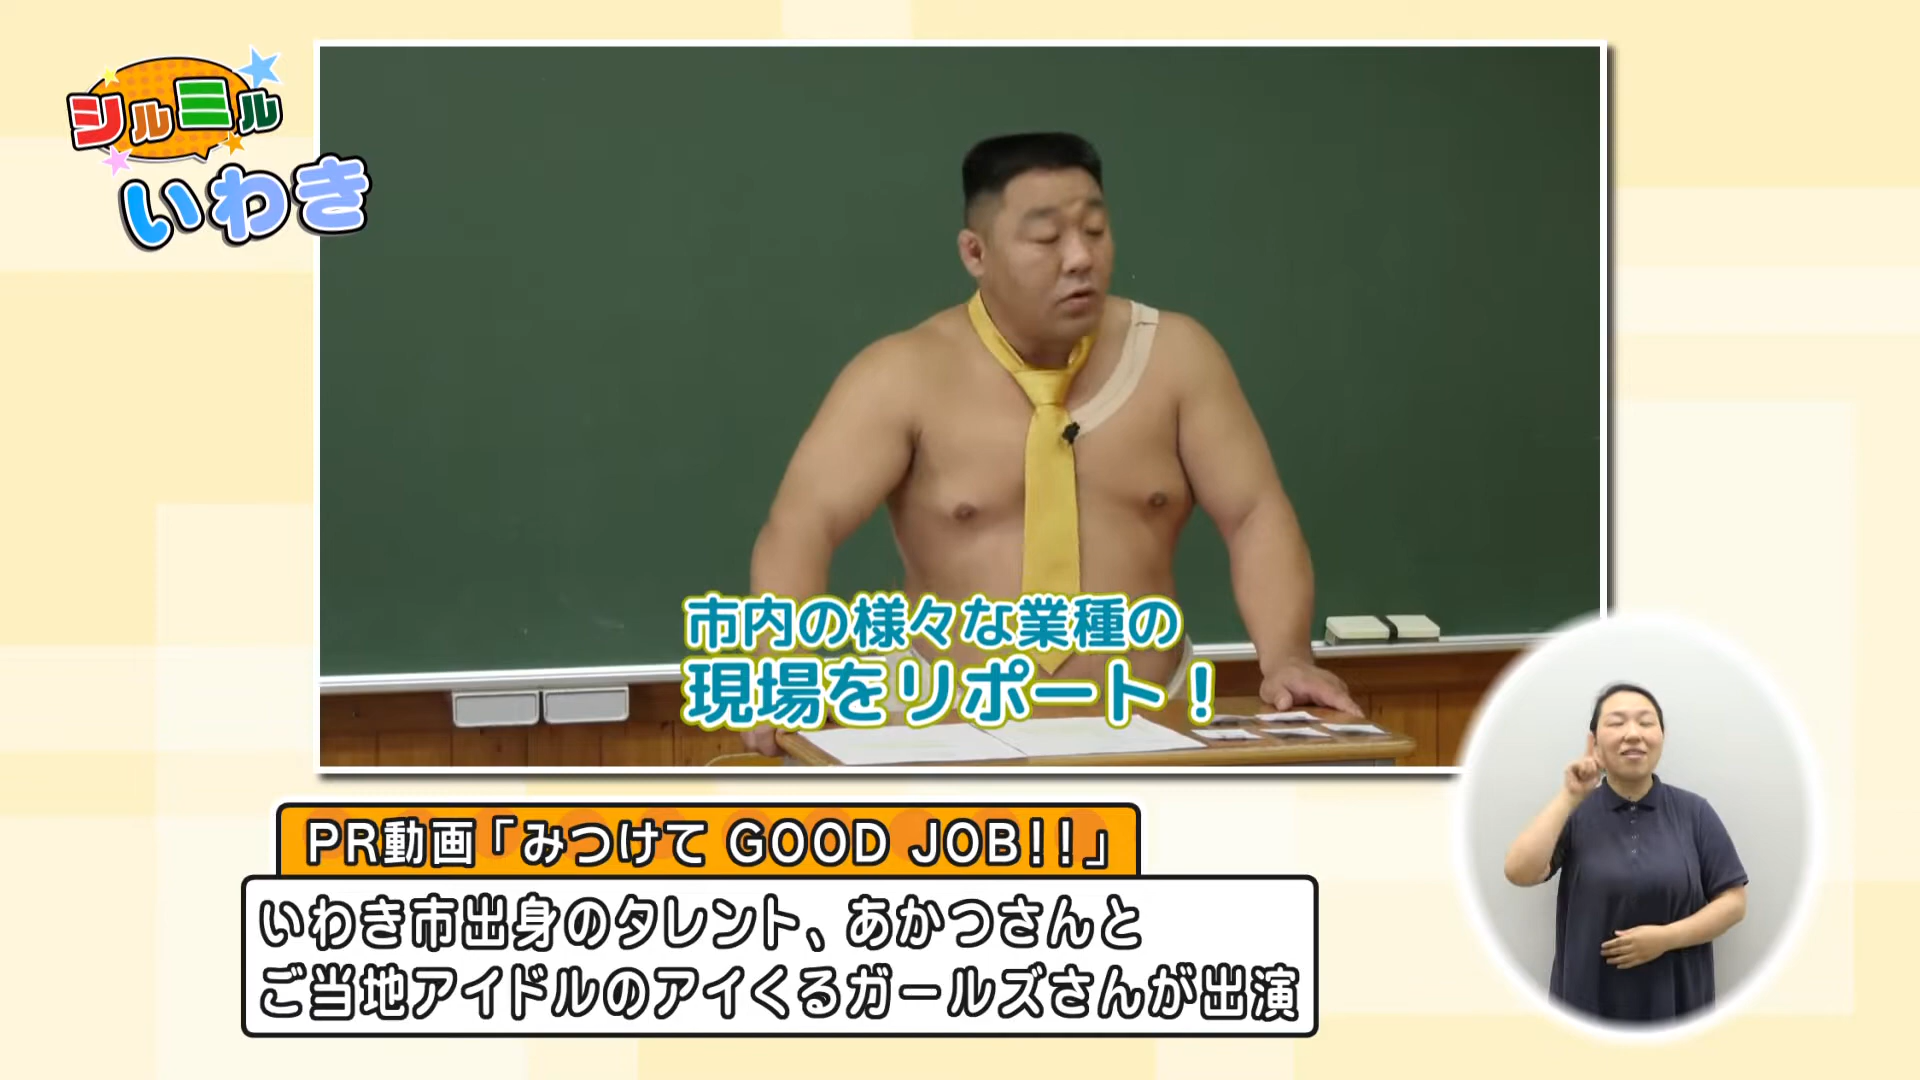 シルミル
いわき
市内の様々な業種の
現場をリポート！
PR動画「みつけて GOOD JOB!!」
いわき市出身のタレント、あかつさんと
ご当地アイドルのアイくるガールズさんが出演